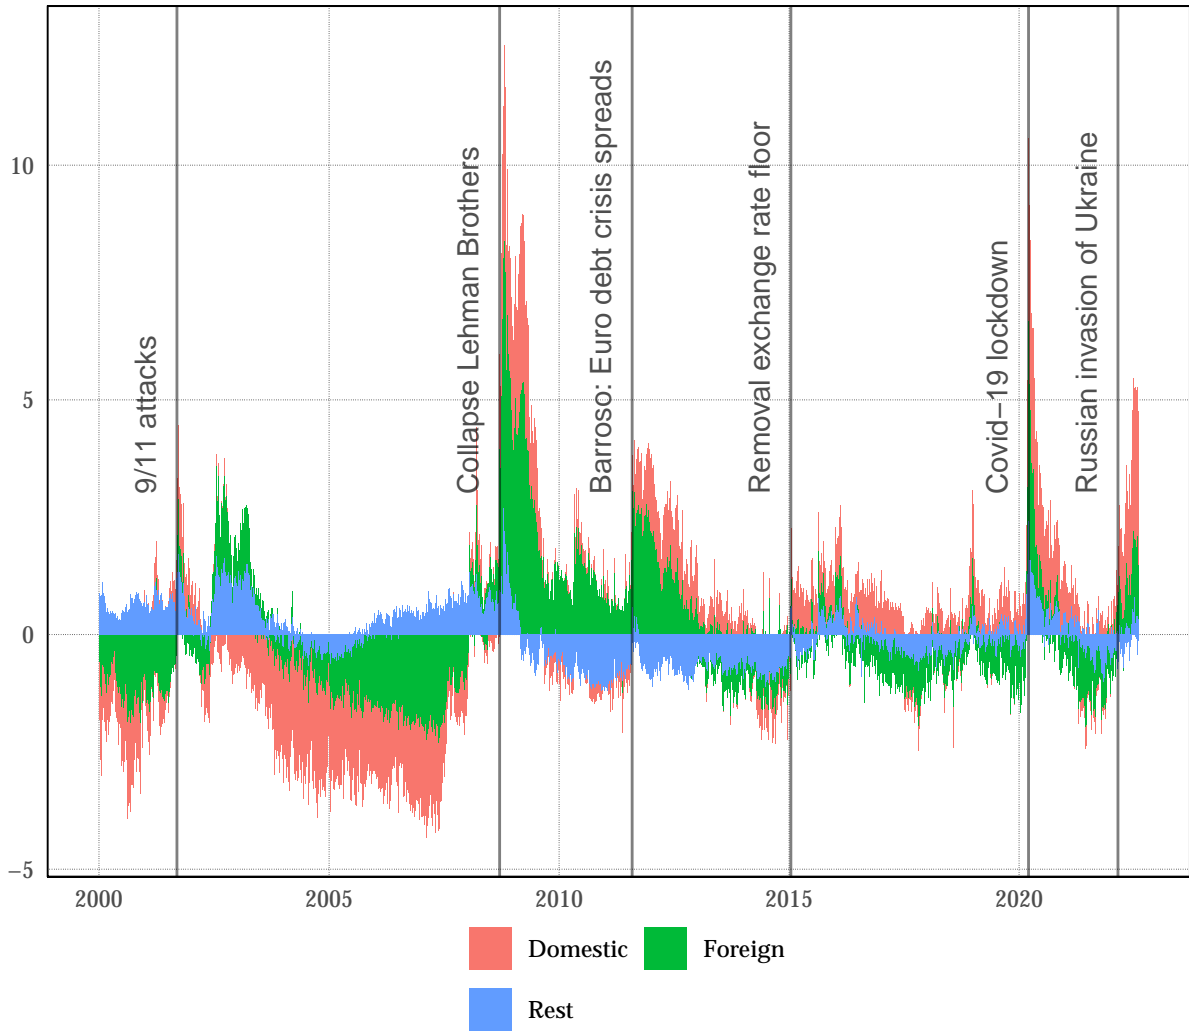 10
5
0
−5
9/11 attacks
Collapse Lehman Brothers
Barroso: Euro debt crisis spreads
Removal exchange rate floor
Covid−19 lockdown
Russian invasion of Ukraine
2000 2005 2010 2015 2020
Domestic Foreign
Rest